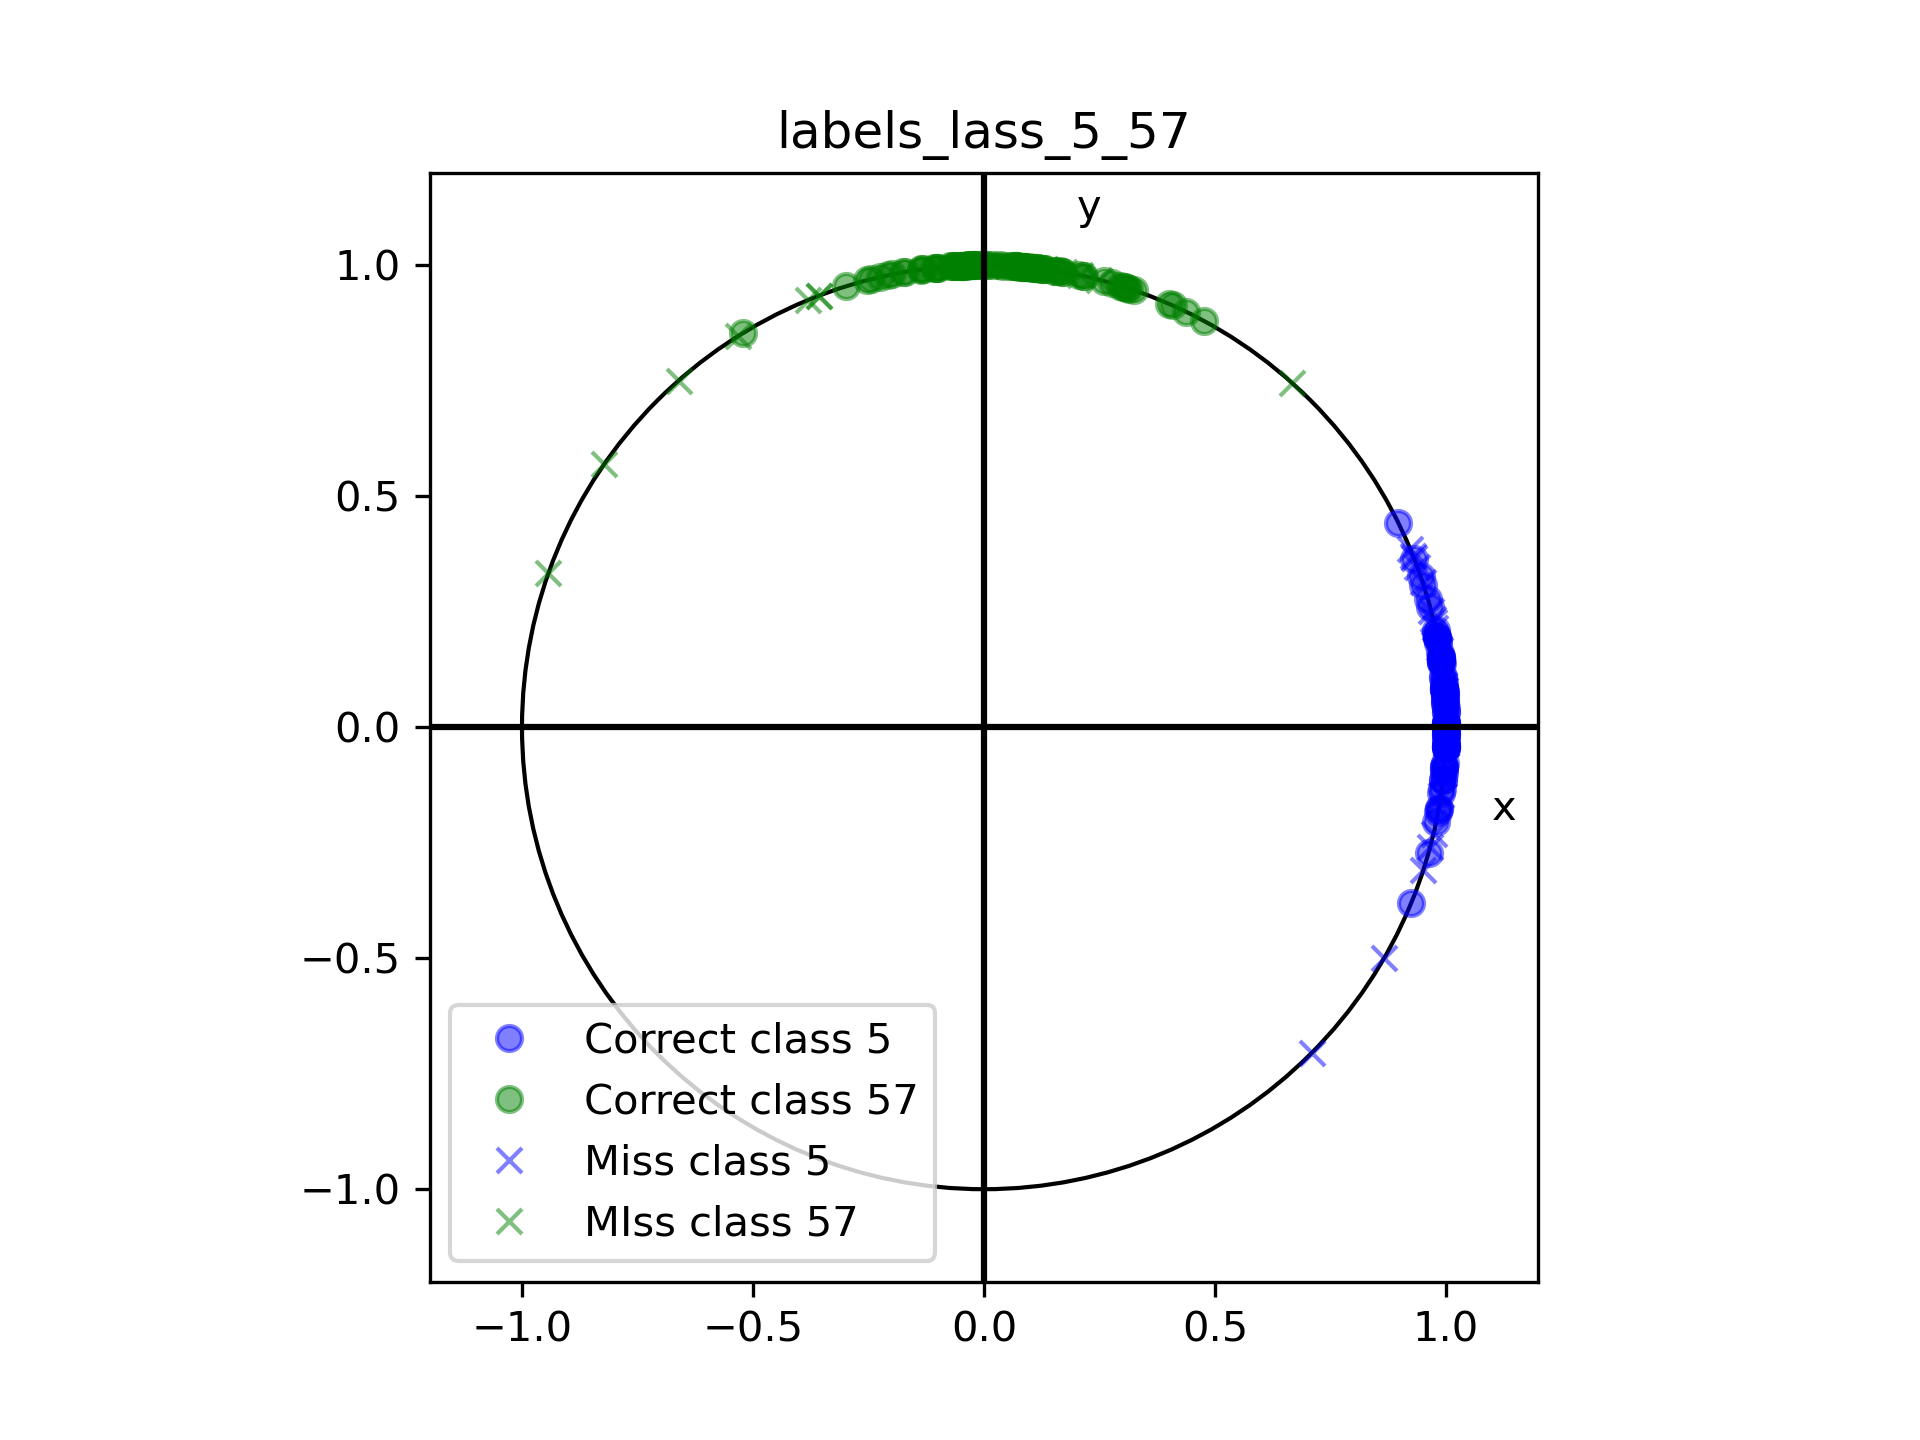 labels_lass_5_57
y
1.0
0.5
0.0
x
−0.5
−1.0
Correct class 5
Correct class 57
Miss class 5
MIss class 57
−1.0 −0.5 0.0 0.5 1.0